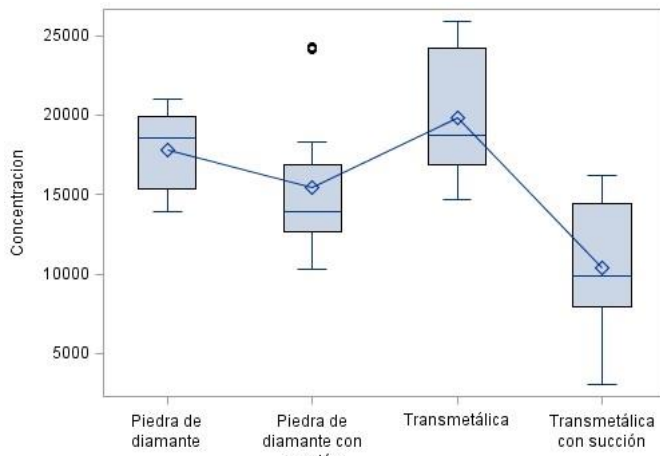 Concentracion
25000
20000
15000
10000
5000
Piedra de
diamante
Piedra de
diamante con
Transmetálica
Transmetálica
con succión